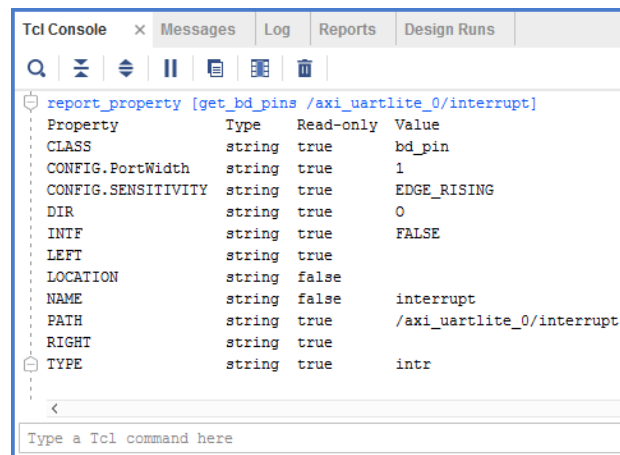 Tcl Console × Messages Log Reports Design Runs
report_property [get_bd_pins /axi_uartlite_0/interrupt]
Property Type Read-only Value
CLASS string true bd_pin
CONFIG.PortWidth string true 1
CONFIG.SENSITIVITY string true EDGE_RISING
DIR string true O
INTF string true FALSE
LEFT string true
LOCATION string false
NAME string false interrupt
PATH string true /axi_uartlite_0/interrupt
RIGHT string true
TYPE string true intr
Type a Tcl command here